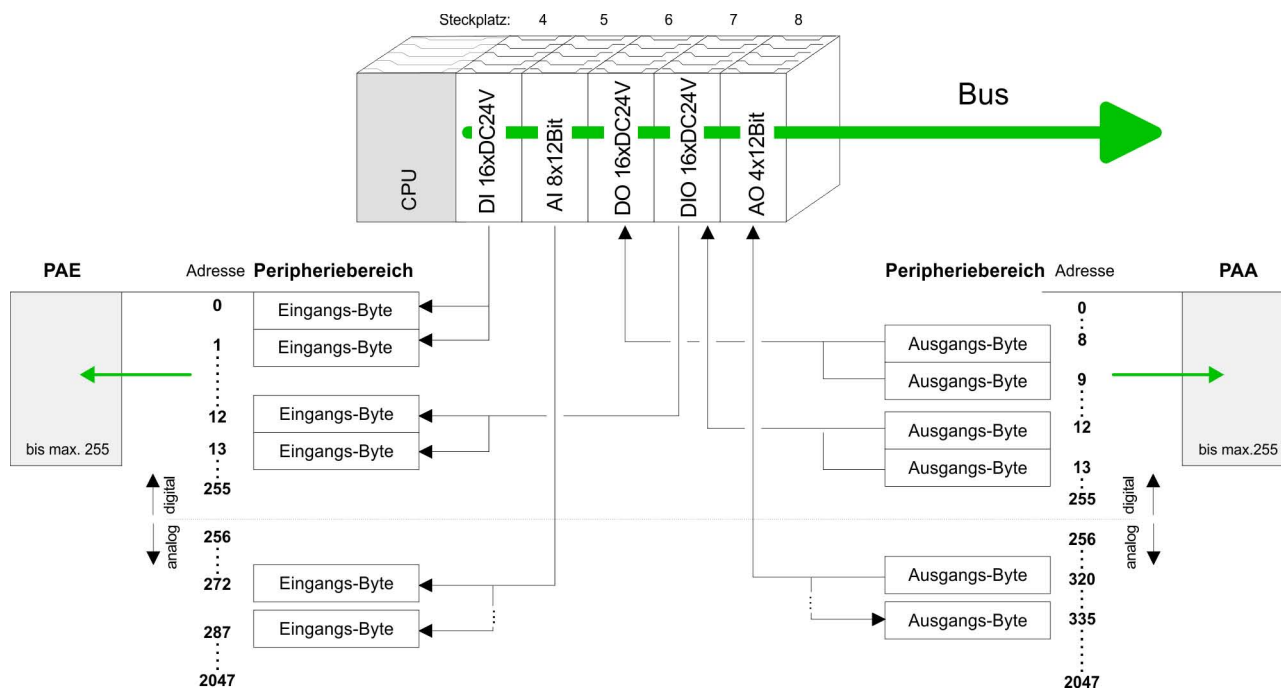 Steckplatz: 4 5 6 7 8
Bus
CPU
DI 16xDC24V
AI 8x12Bit
DO 16xDC24V
DIO 16xDC24V
AO 4x12Bit
PAE
Adresse
Peripheriebereich
0
Eingangs-Byte
1
Eingangs-Byte
12
Eingangs-Byte
13
Eingangs-Byte
bis max. 255
255
digital
analog
256
272
Eingangs-Byte
287
Eingangs-Byte
2047
Peripheriebereich
Adresse
PAA
0
Ausgangs-Byte
8
Ausgangs-Byte
9
Ausgangs-Byte
12
Ausgangs-Byte
13
bis max.255
255
digital
analog
256
Ausgangs-Byte
320
Ausgangs-Byte
335
2047